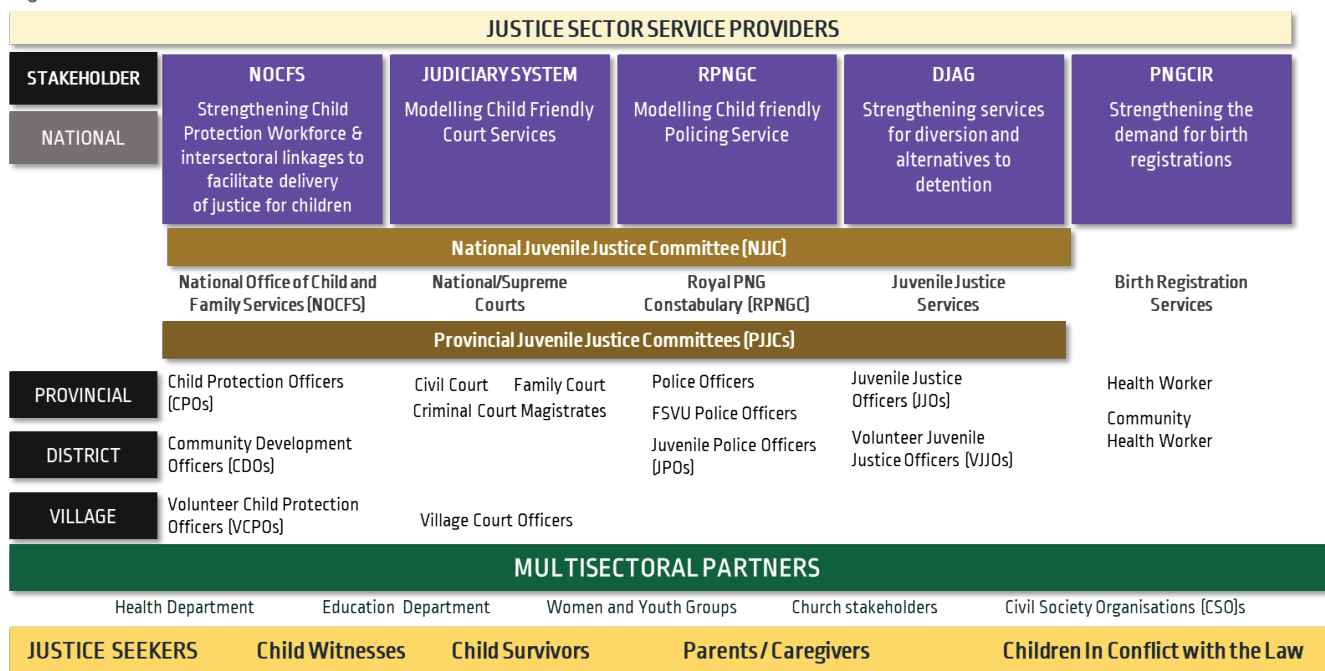 JUSTICE SECTOR SERVICE PROVIDERS
STAKEHOLDER
NATIONAL
NOCFS
Strengthening Child
Protection Workforce &
intersectoral linkages to
facilitate delivery
of justice for children
JUDICIARY SYSTEM
Modelling Child Friendly
Court Services
RPNGC
Modelling Child friendly
Policing Service
DJAG
Strengthening services
for diversion and
alternatives to
detention
PNGCIR
Strengthening the
demand for birth
registrations
National Juvenile Justice Committee (NJJC)
National Office of Child and
Family Services (NOCFS)
National/Supreme
Courts
Royal PNG
Constabulary (RPNGC)
Juvenile Justice
Services
Birth Registration
Services
Provincial Juvenile Justice Committees (PJJCs)
PROVINCIAL
Child Protection Officers
(CPOs)
Civil Court Family Court
Criminal Court Magistrates
Police Officers
FSVU Police Officers
Juvenile Police Officers
(JPOs)
Juvenile Justice
Officers (JJOs)
Volunteer Juvenile
Justice Officers (VJJOs)
Health Worker
Community
Health Worker
DISTRICT
Community Development
Officers (CDOs)
VILLAGE
Volunteer Child Protection
Officers (VCPOs)
Village Court Officers
MULTISECTORAL PARTNERS
Health Department Education Department Women and Youth Groups Church stakeholders Civil Society Organisations (CSO)s
JUSTICE SEEKERS Child Witnesses Child Survivors Parents / Caregivers Children In Conflict with the Law